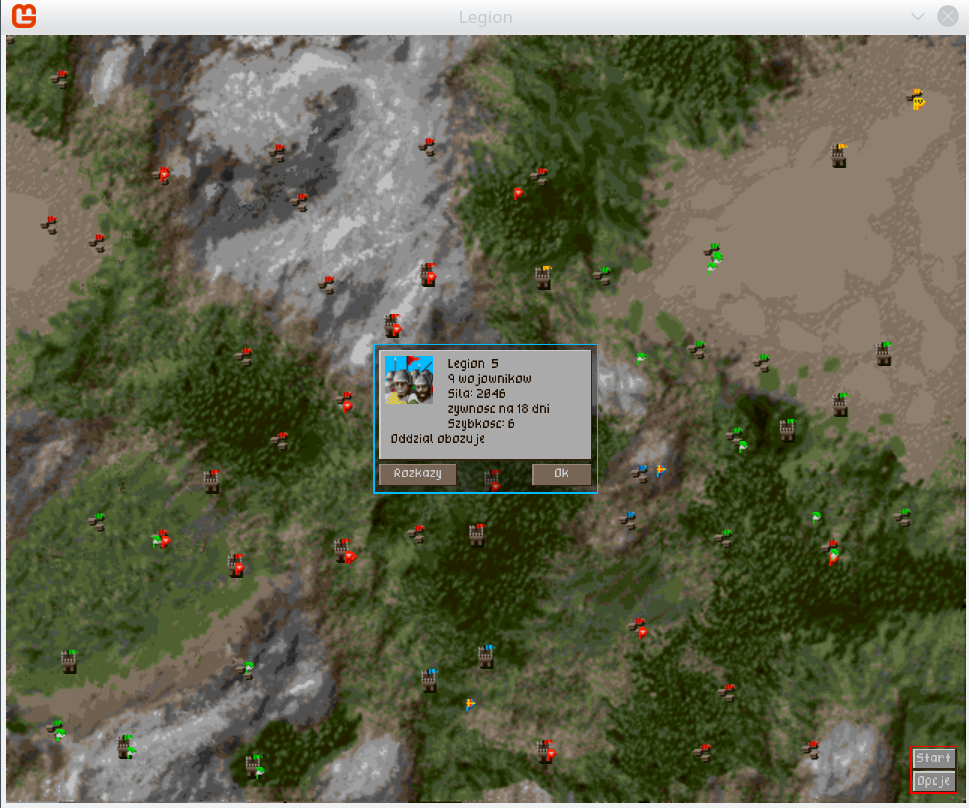 Legion
Legion 5
9 wojownikow
Sila: 2046
zywnosc na 18 dni
Szybkosc: 6
Oddzial obozuje
Rozkazy
Ok
Start
Opcje